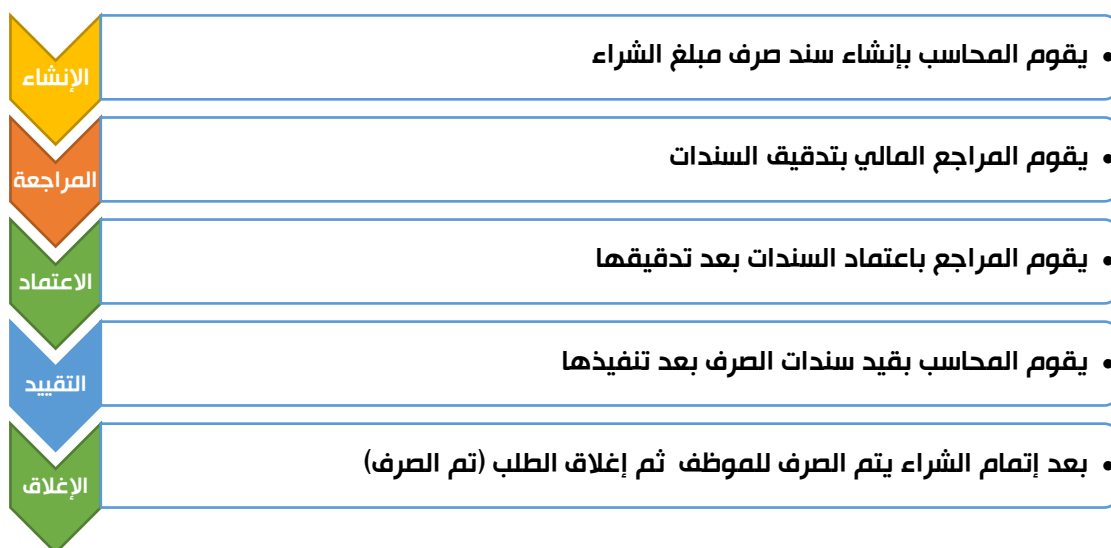 الإنشاء
• يقوم المحاسب بإنشاء سند صرف مبلغ الشراء
المراجعة
• يقوم المراجع المالي بتدقيق السندات
الاعتماد
• يقوم المراجع باعتماد السندات بعد تدقيقها
التقييد
• يقوم المحاسب بقيد سندات الصرف بعد تنفيذها
الإغلاق
• بعد إتمام الشراء يتم الصرف للموظف ثم إغلاق الطلب (تم الصرف)